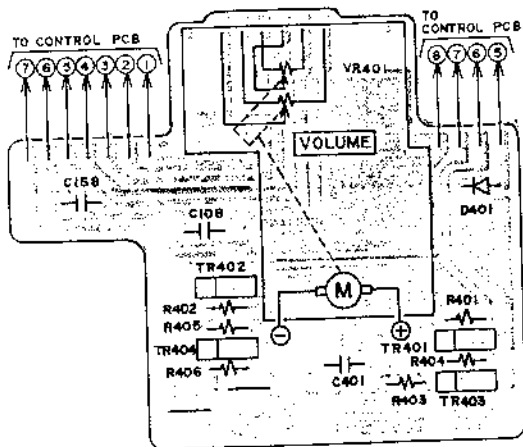 TO CONTROL PCB
TO
CONTROL PCB
7 6 5 4 3 2 1
8 7 6 5
VR401
VOLUME
C158
D401
C108
TR402
M
R402
R401
R405
TR404
− +
TR401
R404
R406
C401
R403
TR403